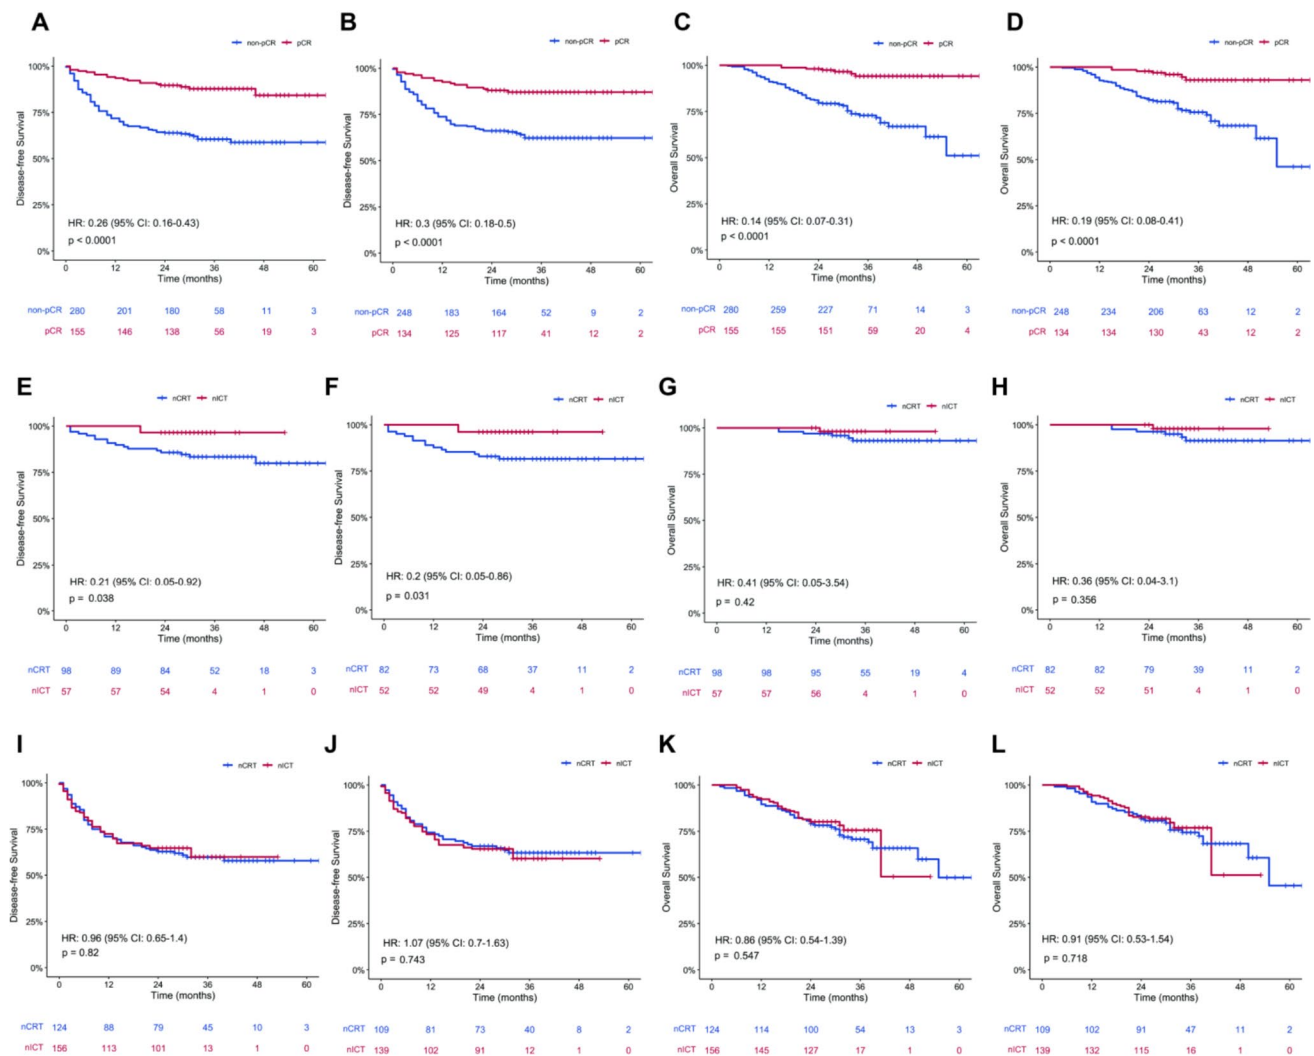 A
non-pCR pCR
100%
75%
50%
25%
0%
Disease-free Survival
HR: 0.26 (95% CI: 0.16-0.43)
p < 0.0001
0 12 24 36 48 60
Time (months)
non-pCR 280 201 180 58 11 3
pCR 155 146 138 56 19 3
B
non-pCR pCR
100%
75%
50%
25%
0%
Disease-free Survival
HR: 0.3 (95% CI: 0.18-0.5)
p < 0.0001
0 12 24 36 48 60
Time (months)
non-pCR 248 183 164 52 9 2
pCR 134 125 117 41 12 2
C
non-pCR pCR
100%
75%
50%
25%
0%
Overall Survival
HR: 0.14 (95% CI: 0.07-0.31)
p < 0.0001
0 12 24 36 48 60
Time (months)
non-pCR 280 259 227 71 14 3
pCR 155 155 151 59 20 4
D
non-pCR pCR
100%
75%
50%
25%
0%
Overall Survival
HR: 0.19 (95% CI: 0.08-0.41)
p < 0.0001
0 12 24 36 48 60
Time (months)
non-pCR 248 234 206 63 12 2
pCR 134 134 130 43 12 2
E
nCRT nICT
100%
75%
50%
25%
0%
Disease-free Survival
HR: 0.21 (95% CI: 0.05-0.92)
p = 0.038
0 12 24 36 48 60
Time (months)
nCRT 98 89 84 52 18 3
nICT 57 57 54 4 1 0
F
nCRT nICT
100%
75%
50%
25%
0%
Disease-free Survival
HR: 0.2 (95% CI: 0.05-0.86)
p = 0.031
0 12 24 36 48 60
Time (months)
nCRT 82 73 68 37 11 2
nICT 52 52 49 4 1 0
G
nCRT nICT
100%
75%
50%
25%
0%
Overall Survival
HR: 0.41 (95% CI: 0.05-3.54)
p = 0.42
0 12 24 36 48 60
Time (months)
nCRT 98 98 95 55 19 4
nICT 57 57 56 4 1 0
H
nCRT nICT
100%
75%
50%
25%
0%
Overall Survival
HR: 0.36 (95% CI: 0.04-3.1)
p = 0.356
0 12 24 36 48 60
Time (months)
nCRT 82 82 79 39 11 2
nICT 52 52 51 4 1 0
I
nCRT nICT
100%
75%
50%
25%
0%
Disease-free Survival
HR: 0.96 (95% CI: 0.65-1.4)
p = 0.82
0 12 24 36 48 60
Time (months)
nCRT 124 88 79 45 10 3
nICT 156 113 101 13 1 0
J
nCRT nICT
100%
75%
50%
25%
0%
Disease-free Survival
HR: 1.07 (95% CI: 0.7-1.63)
p = 0.743
0 12 24 36 48 60
Time (months)
nCRT 109 81 73 40 8 2
nICT 139 102 91 12 1 0
K
nCRT nICT
100%
75%
50%
25%
0%
Overall Survival
HR: 0.86 (95% CI: 0.54-1.39)
p = 0.547
0 12 24 36 48 60
Time (months)
nCRT 124 114 100 54 13 3
nICT 156 145 127 17 1 0
L
nCRT nICT
100%
75%
50%
25%
0%
Overall Survival
HR: 0.91 (95% CI: 0.53-1.54)
p = 0.718
0 12 24 36 48 60
Time (months)
nCRT 109 102 91 47 11 2
nICT 139 132 115 16 1 0